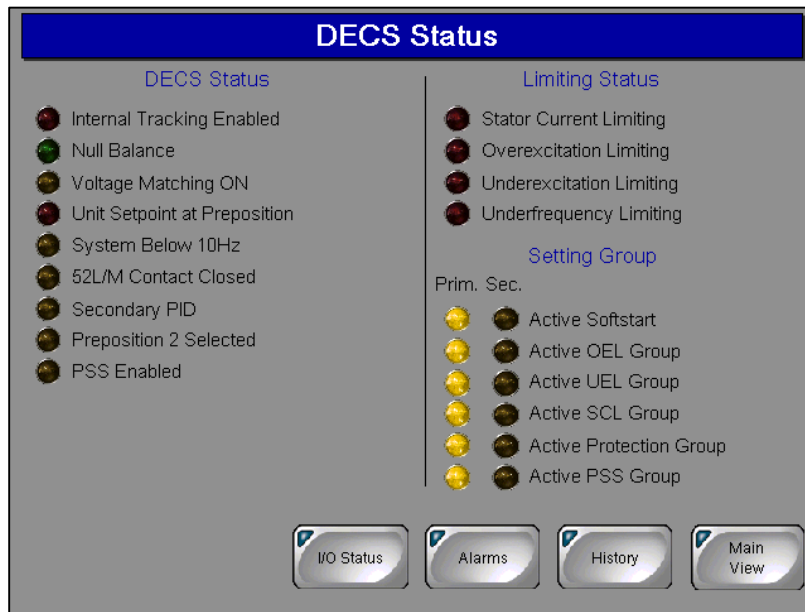 DECS Status
DECS Status
Internal Tracking Enabled
Null Balance
Voltage Matching ON
Unit Setpoint at Preposition
System Below 10Hz
52L/M Contact Closed
Secondary PID
Preposition 2 Selected
PSS Enabled
Limiting Status
Stator Current Limiting
Overexcitation Limiting
Underexcitation Limiting
Underfrequency Limiting
Setting Group
Prim. Sec.
Active Softstart
Active OEL Group
Active UEL Group
Active SCL Group
Active Protection Group
Active PSS Group
I/O Status
Alarms
History
Main
View